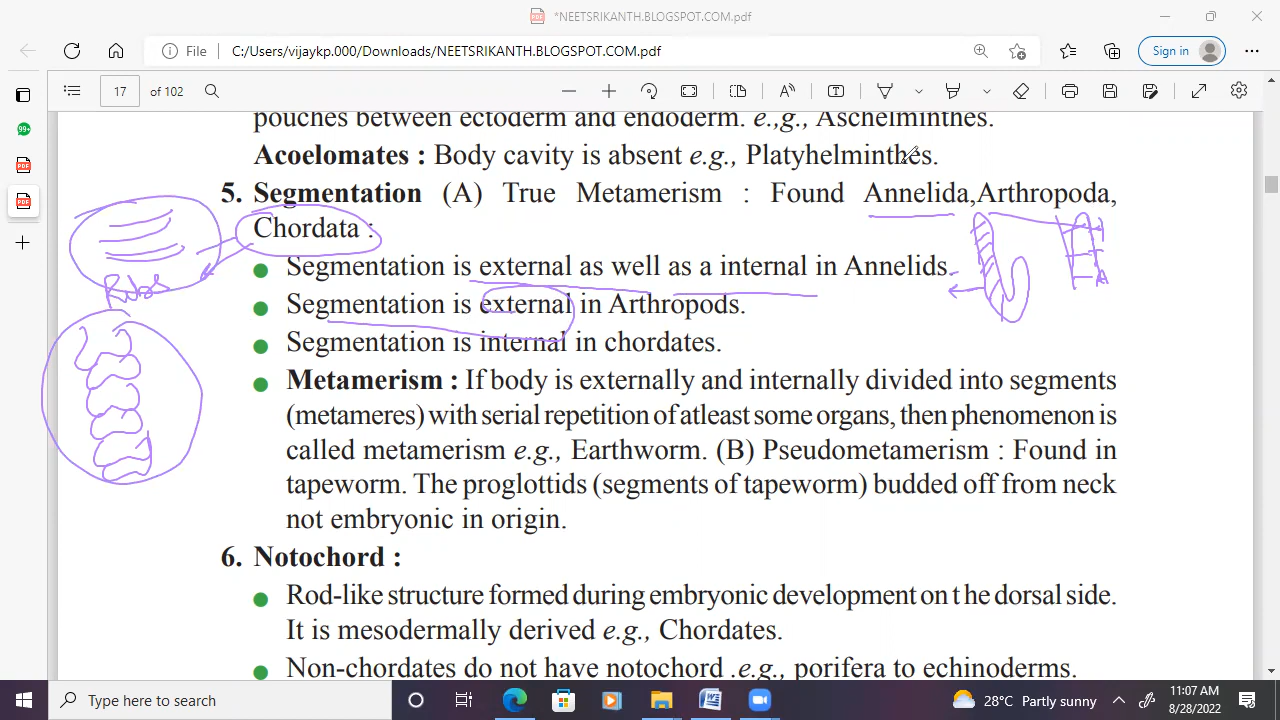 *NEETSRIKANTH.BLOGSPOT.COM.pdf
File C:/Users/vijaykp.000/Downloads/NEETSRIKANTH.BLOGSPOT.COM.pdf Sign in
17 of 102
99+
pouches between ectoderm and endoderm. e.,g., Aschelminthes.
Acoelomates : Body cavity is absent e.g., Platyhelminthes.
5. Segmentation (A) True Metamerism : Found Annelida,Arthropoda,
Chordata :
Segmentation is external as well as a internal in Annelids.
Ribs
Segmentation is external in Arthropods.
Segmentation is internal in chordates.
Metamerism : If body is externally and internally divided into segments
(metameres) with serial repetition of atleast some organs, then phenomenon is
called metamerism e.g., Earthworm. (B) Pseudometamerism : Found in
tapeworm. The proglottids (segments of tapeworm) budded off from neck
not embryonic in origin.
6. Notochord :
Rod-like structure formed during embryonic development on t he dorsal side.
It is mesodermally derived e.g., Chordates.
Non-chordates do not have notochord .e.g., porifera to echinoderms.
Type here to search 28°C Partly sunny 11:07 AM
8/28/2022